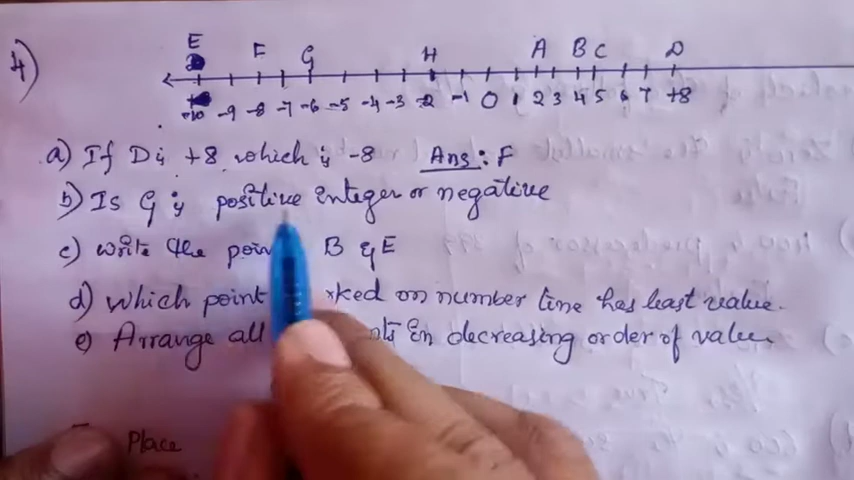 4)
E F G H A B C D
-10 -9 -8 -7 -6 -5 -4 -3 -2 -1 0 1 2 3 4 5 6 7 +8
a) If D is +8 which is -8 Ans: F
b) Is G is positive integer or negative
c) write the poin B & E
d) which point rked on number line has least value.
e) Arrange all nts in decreasing order of value.
Place